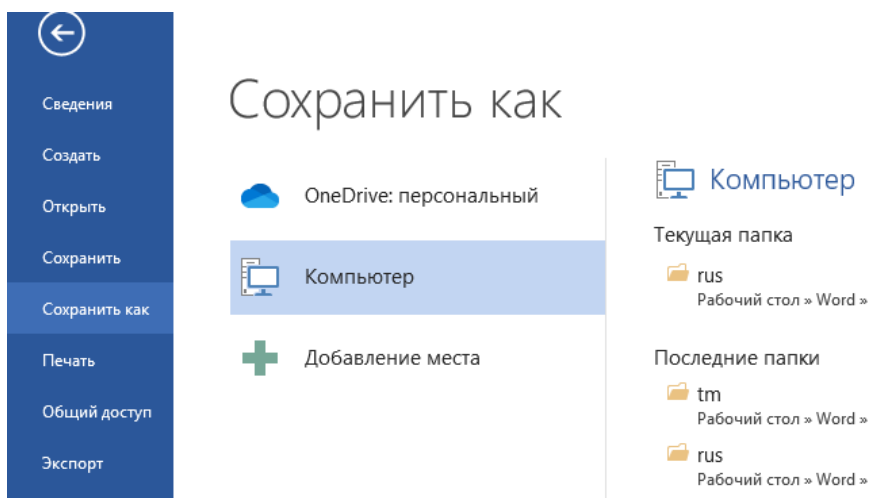 Сведения
Создать
Открыть
Сохранить
Сохранить как
Печать
Общий доступ
Экспорт
Сохранить как
OneDrive: персональный
Компьютер
Добавление места
Компьютер
Текущая папка
rus
Рабочий стол » Word »
Последние папки
tm
Рабочий стол » Word »
rus
Рабочий стол » Word »